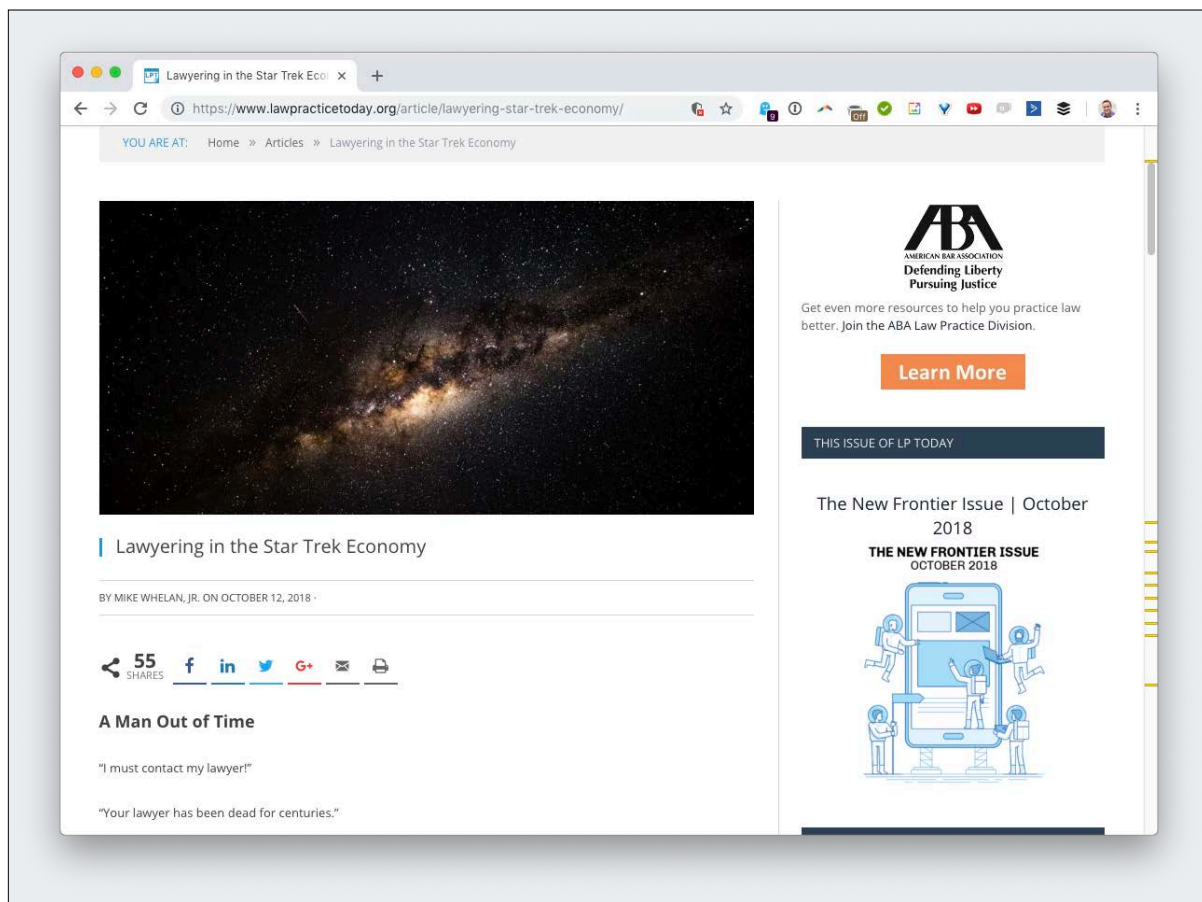 Lawyering in the Star Trek Eco
https://www.lawpracticetoday.org/article/lawyering-star-trek-economy/
9
Off
YOU ARE AT: Home » Articles » Lawyering in the Star Trek Economy
Lawyering in the Star Trek Economy
BY MIKE WHELAN, JR. ON OCTOBER 12, 2018 ·
55
SHARES
A Man Out of Time
“I must contact my lawyer!”
“Your lawyer has been dead for centuries.”
ABA
AMERICAN BAR ASSOCIATION
Defending Liberty
Pursuing Justice
Get even more resources to help you practice law
better. Join the ABA Law Practice Division.
Learn More
THIS ISSUE OF LP TODAY
The New Frontier Issue | October
2018
THE NEW FRONTIER ISSUE
OCTOBER 2018